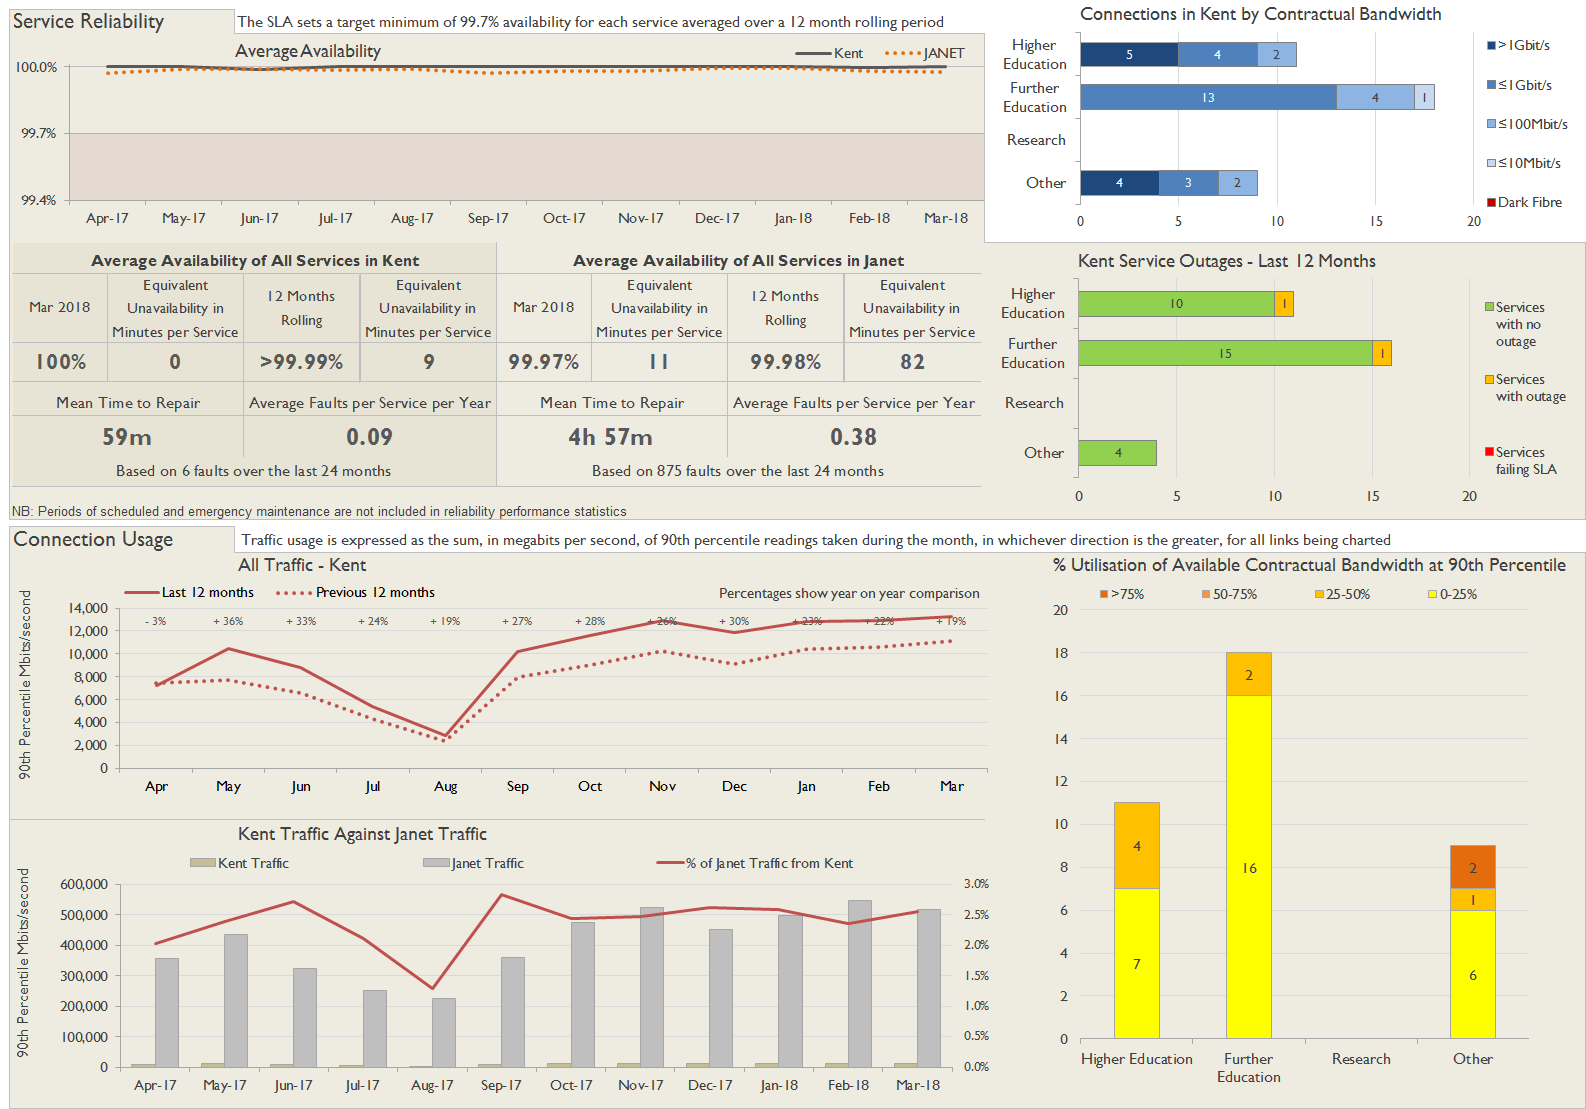 Service Reliability
The SLA sets a target minimum of 99.7% availability for each service averaged over a 12 month rolling period
Average Availability
Kent
JANET
100.0%
99.7%
99.4%
Apr-17 May-17 Jun-17 Jul-17 Aug-17 Sep-17 Oct-17 Nov-17 Dec-17 Jan-18 Feb-18 Mar-18
Connections in Kent by Contractual Bandwidth
Higher
Education
5 4 2
Further
Education
13 4 1
Research
Other
4 3 2
0 5 10 15 20
>1Gbit/s
≤1Gbit/s
≤100Mbit/s
≤10Mbit/s
Dark Fibre
Average Availability of All Services in Kent
Mar 2018
Equivalent
Unavailability in
Minutes per Service
12 Months
Rolling
Equivalent
Unavailability in
Minutes per Service
100% 0 >99.99% 9
Mean Time to Repair
Average Faults per Service per Year
59m 0.09
Based on 6 faults over the last 24 months
Average Availability of All Services in Janet
Mar 2018
Equivalent
Unavailability in
Minutes per Service
12 Months
Rolling
Equivalent
Unavailability in
Minutes per Service
99.97% 11 99.98% 82
Mean Time to Repair
Average Faults per Service per Year
4h 57m 0.38
Based on 875 faults over the last 24 months
NB: Periods of scheduled and emergency maintenance are not included in reliability performance statistics
Kent Service Outages - Last 12 Months
Higher
Education
10 1
Further
Education
15 1
Research
Other
4
0 5 10 15 20
Services
with no
outage
Services
with outage
Services
failing SLA
Connection Usage
Traffic usage is expressed as the sum, in megabits per second, of 90th percentile readings taken during the month, in whichever direction is the greater, for all links being charted
All Traffic - Kent
Last 12 months
Previous 12 months
Percentages show year on year comparison
90th Percentile Mbits/second
14,000
12,000
10,000
8,000
6,000
4,000
2,000
0
- 3% + 36% + 33% + 24% + 19% + 27% + 28% + 26% + 30% + 23% + 22% + 19%
Apr May Jun Jul Aug Sep Oct Nov Dec Jan Feb Mar
Kent Traffic Against Janet Traffic
Kent Traffic
Janet Traffic
% of Janet Traffic from Kent
90th Percentile Mbits/second
600,000
500,000
400,000
300,000
200,000
100,000
0
3.0%
2.5%
2.0%
1.5%
1.0%
0.5%
0.0%
Apr-17 May-17 Jun-17 Jul-17 Aug-17 Sep-17 Oct-17 Nov-17 Dec-17 Jan-18 Feb-18 Mar-18
% Utilisation of Available Contractual Bandwidth at 90th Percentile
>75%
50-75%
25-50%
0-25%
20
18
16
14
12
10
8
6
4
2
0
4
7
2
16
2
1
6
Higher Education
Further
Education
Research
Other